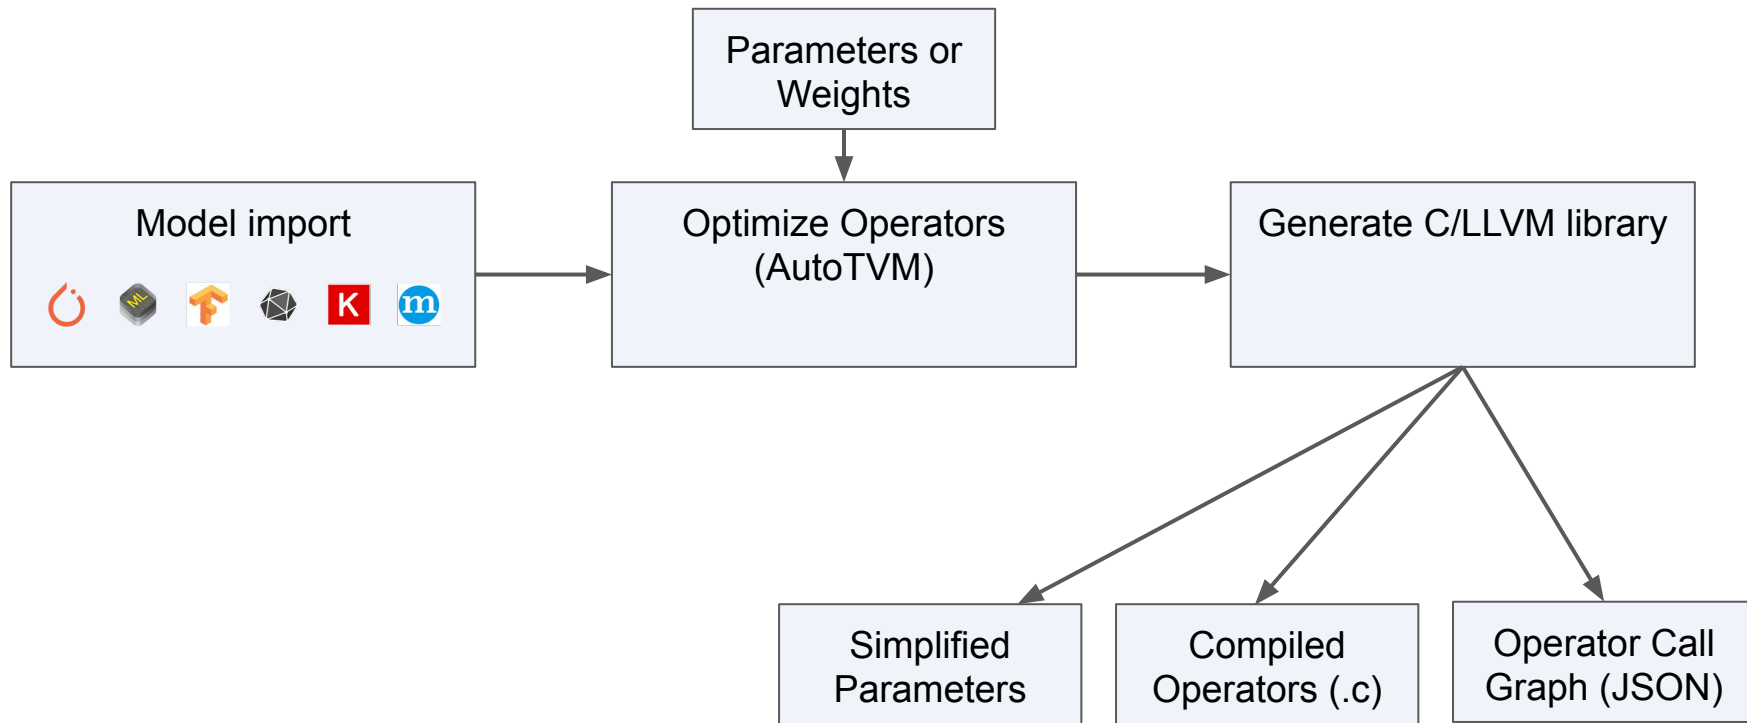 Parameters or
Weights
Model import
ML
K
m
Optimize Operators
(AutoTVM)
Generate C/LLVM library
Simplified
Parameters
Compiled
Operators (.c)
Operator Call
Graph (JSON)